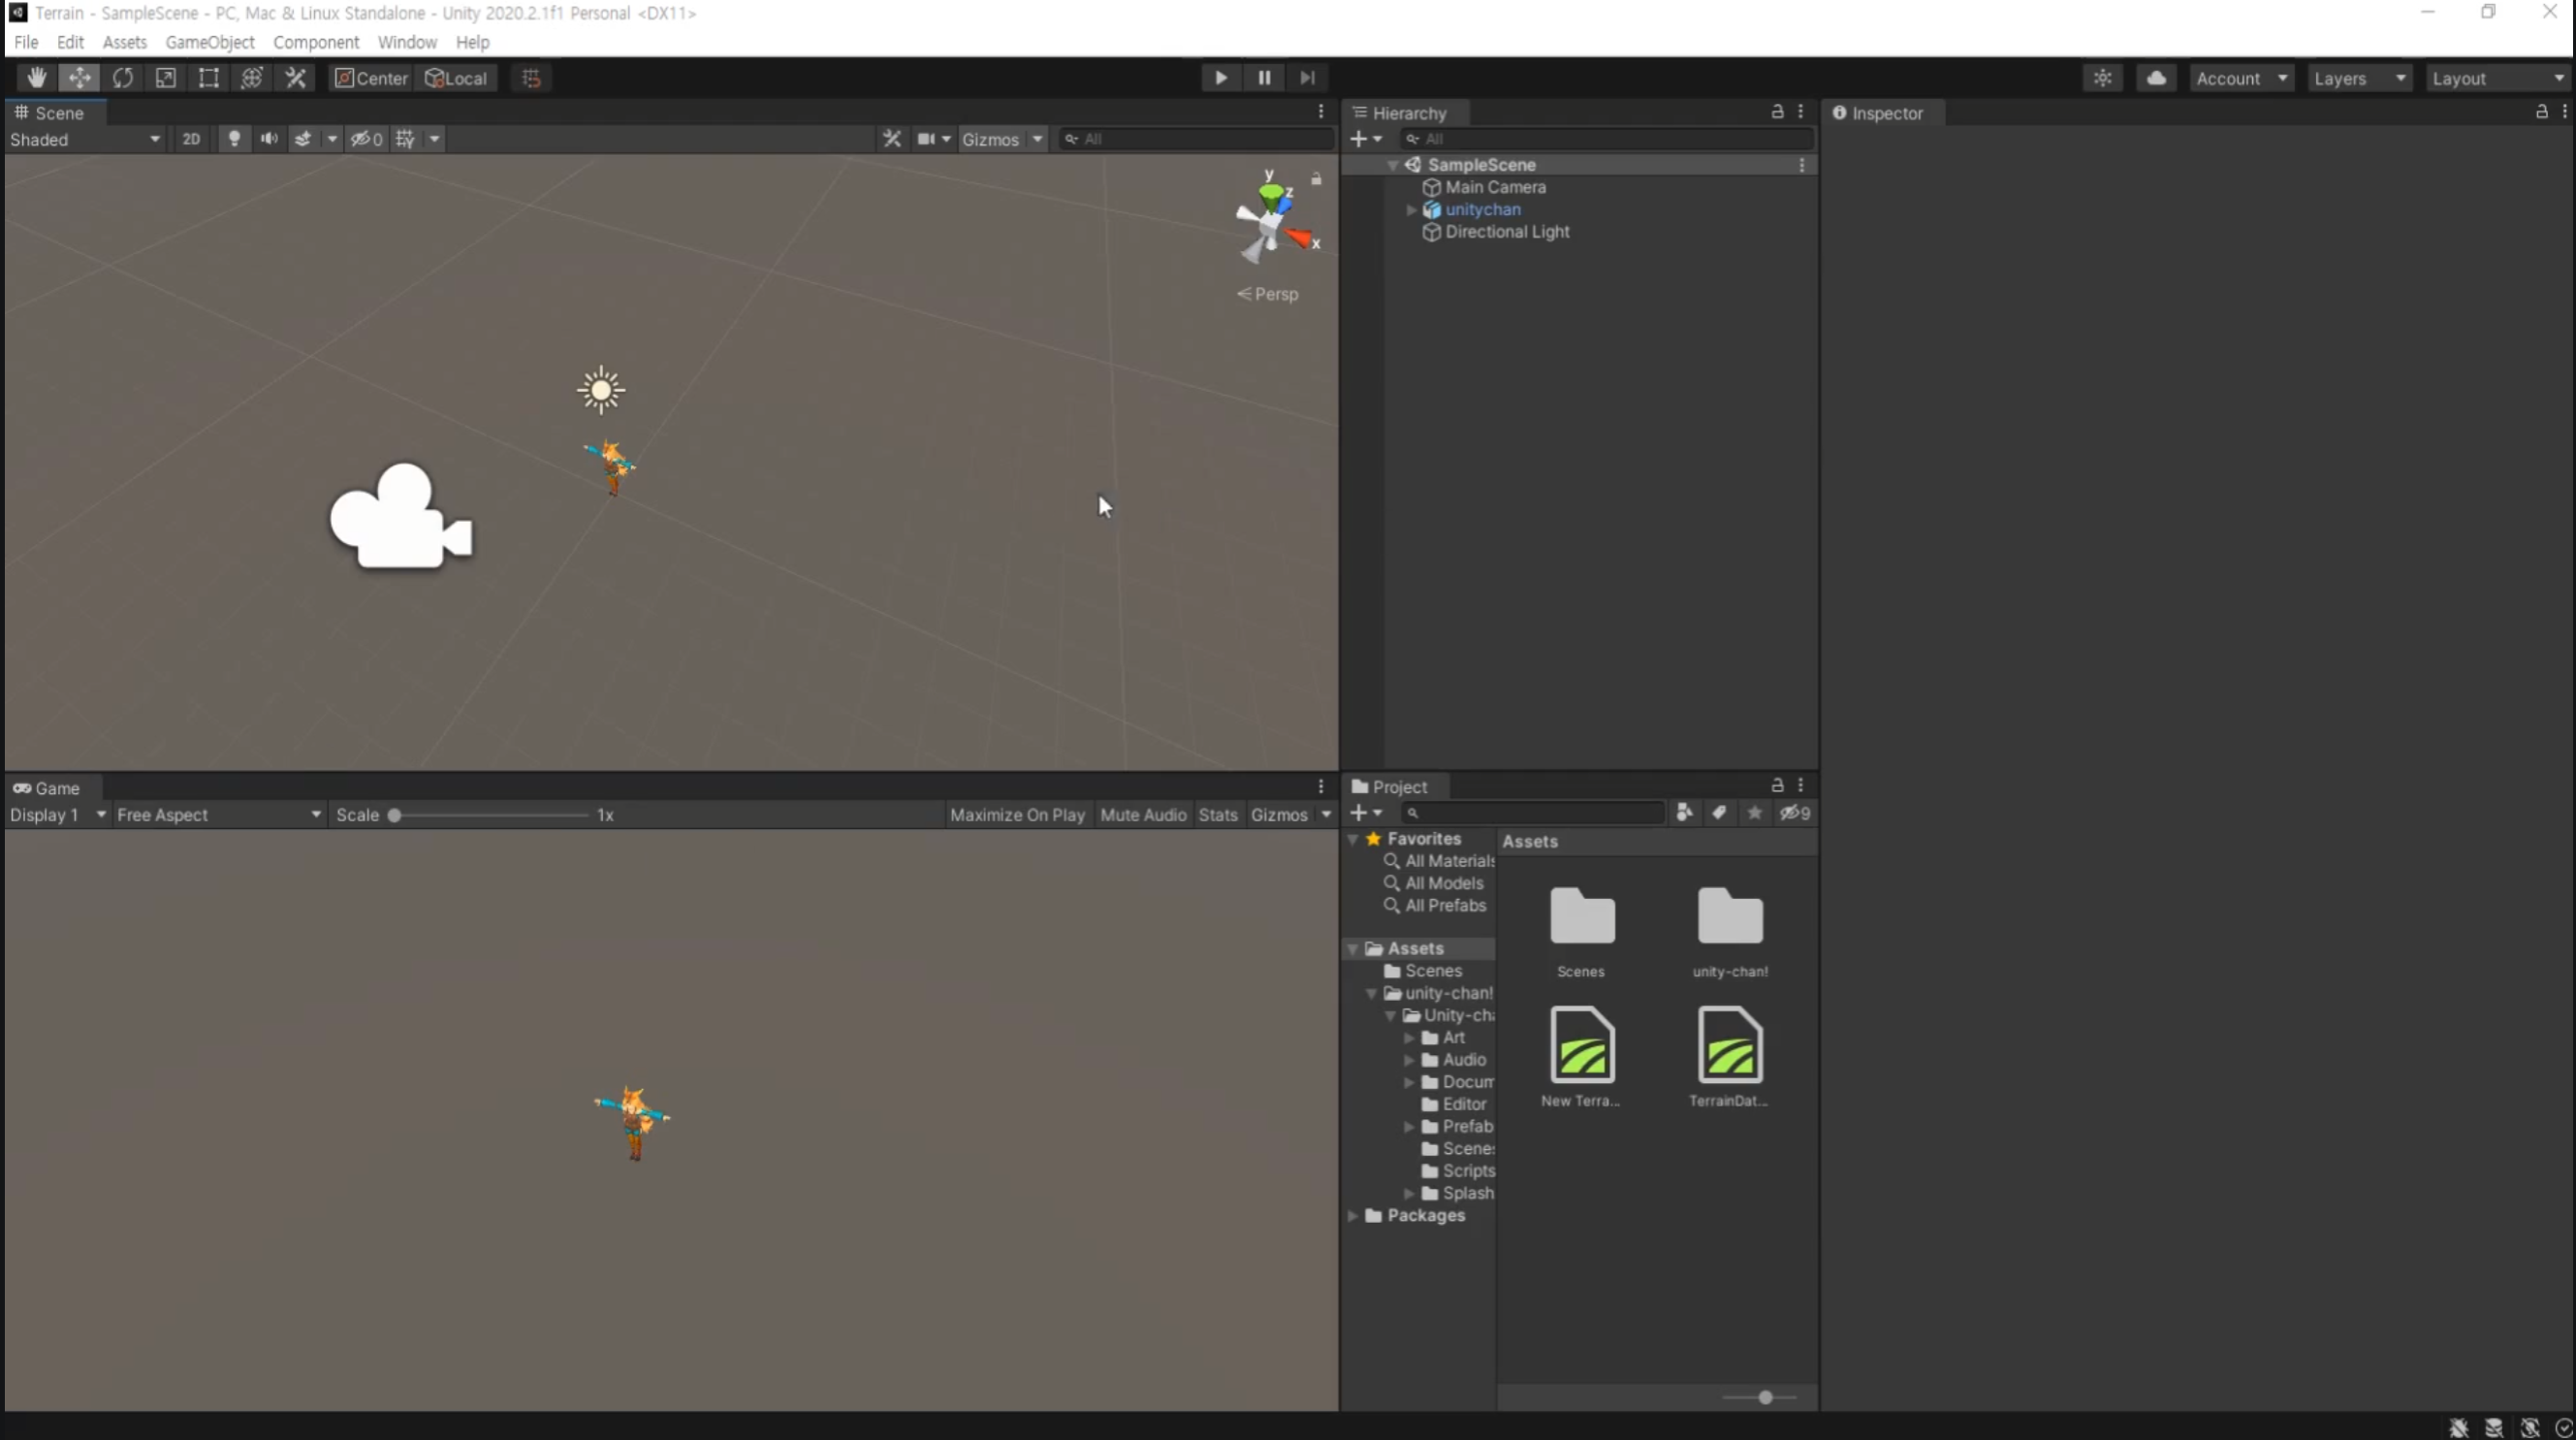 Terrain - SampleScene - PC, Mac & Linux Standalone - Unity 2020.2.1f1 Personal <DX11>
File Edit Assets GameObject Component Window Help
Center Local Account Layers Layout
Scene
Shaded 2D 0 Gizmos All
y
z
x
Persp
Hierarchy
All
SampleScene
Main Camera
unitychan
Directional Light
Inspector
Game
Display 1 Free Aspect Scale 1x Maximize On Play Mute Audio Stats Gizmos
Project
9
Favorites
All Materials
All Models
All Prefabs
Assets
Scenes
unity-chan!
Unity-cha
Art
Audio
Docum
Editor
Prefab
Scenes
Scripts
Splash
Packages
Assets
Scenes unity-chan!
New Terra... TerrainDat...